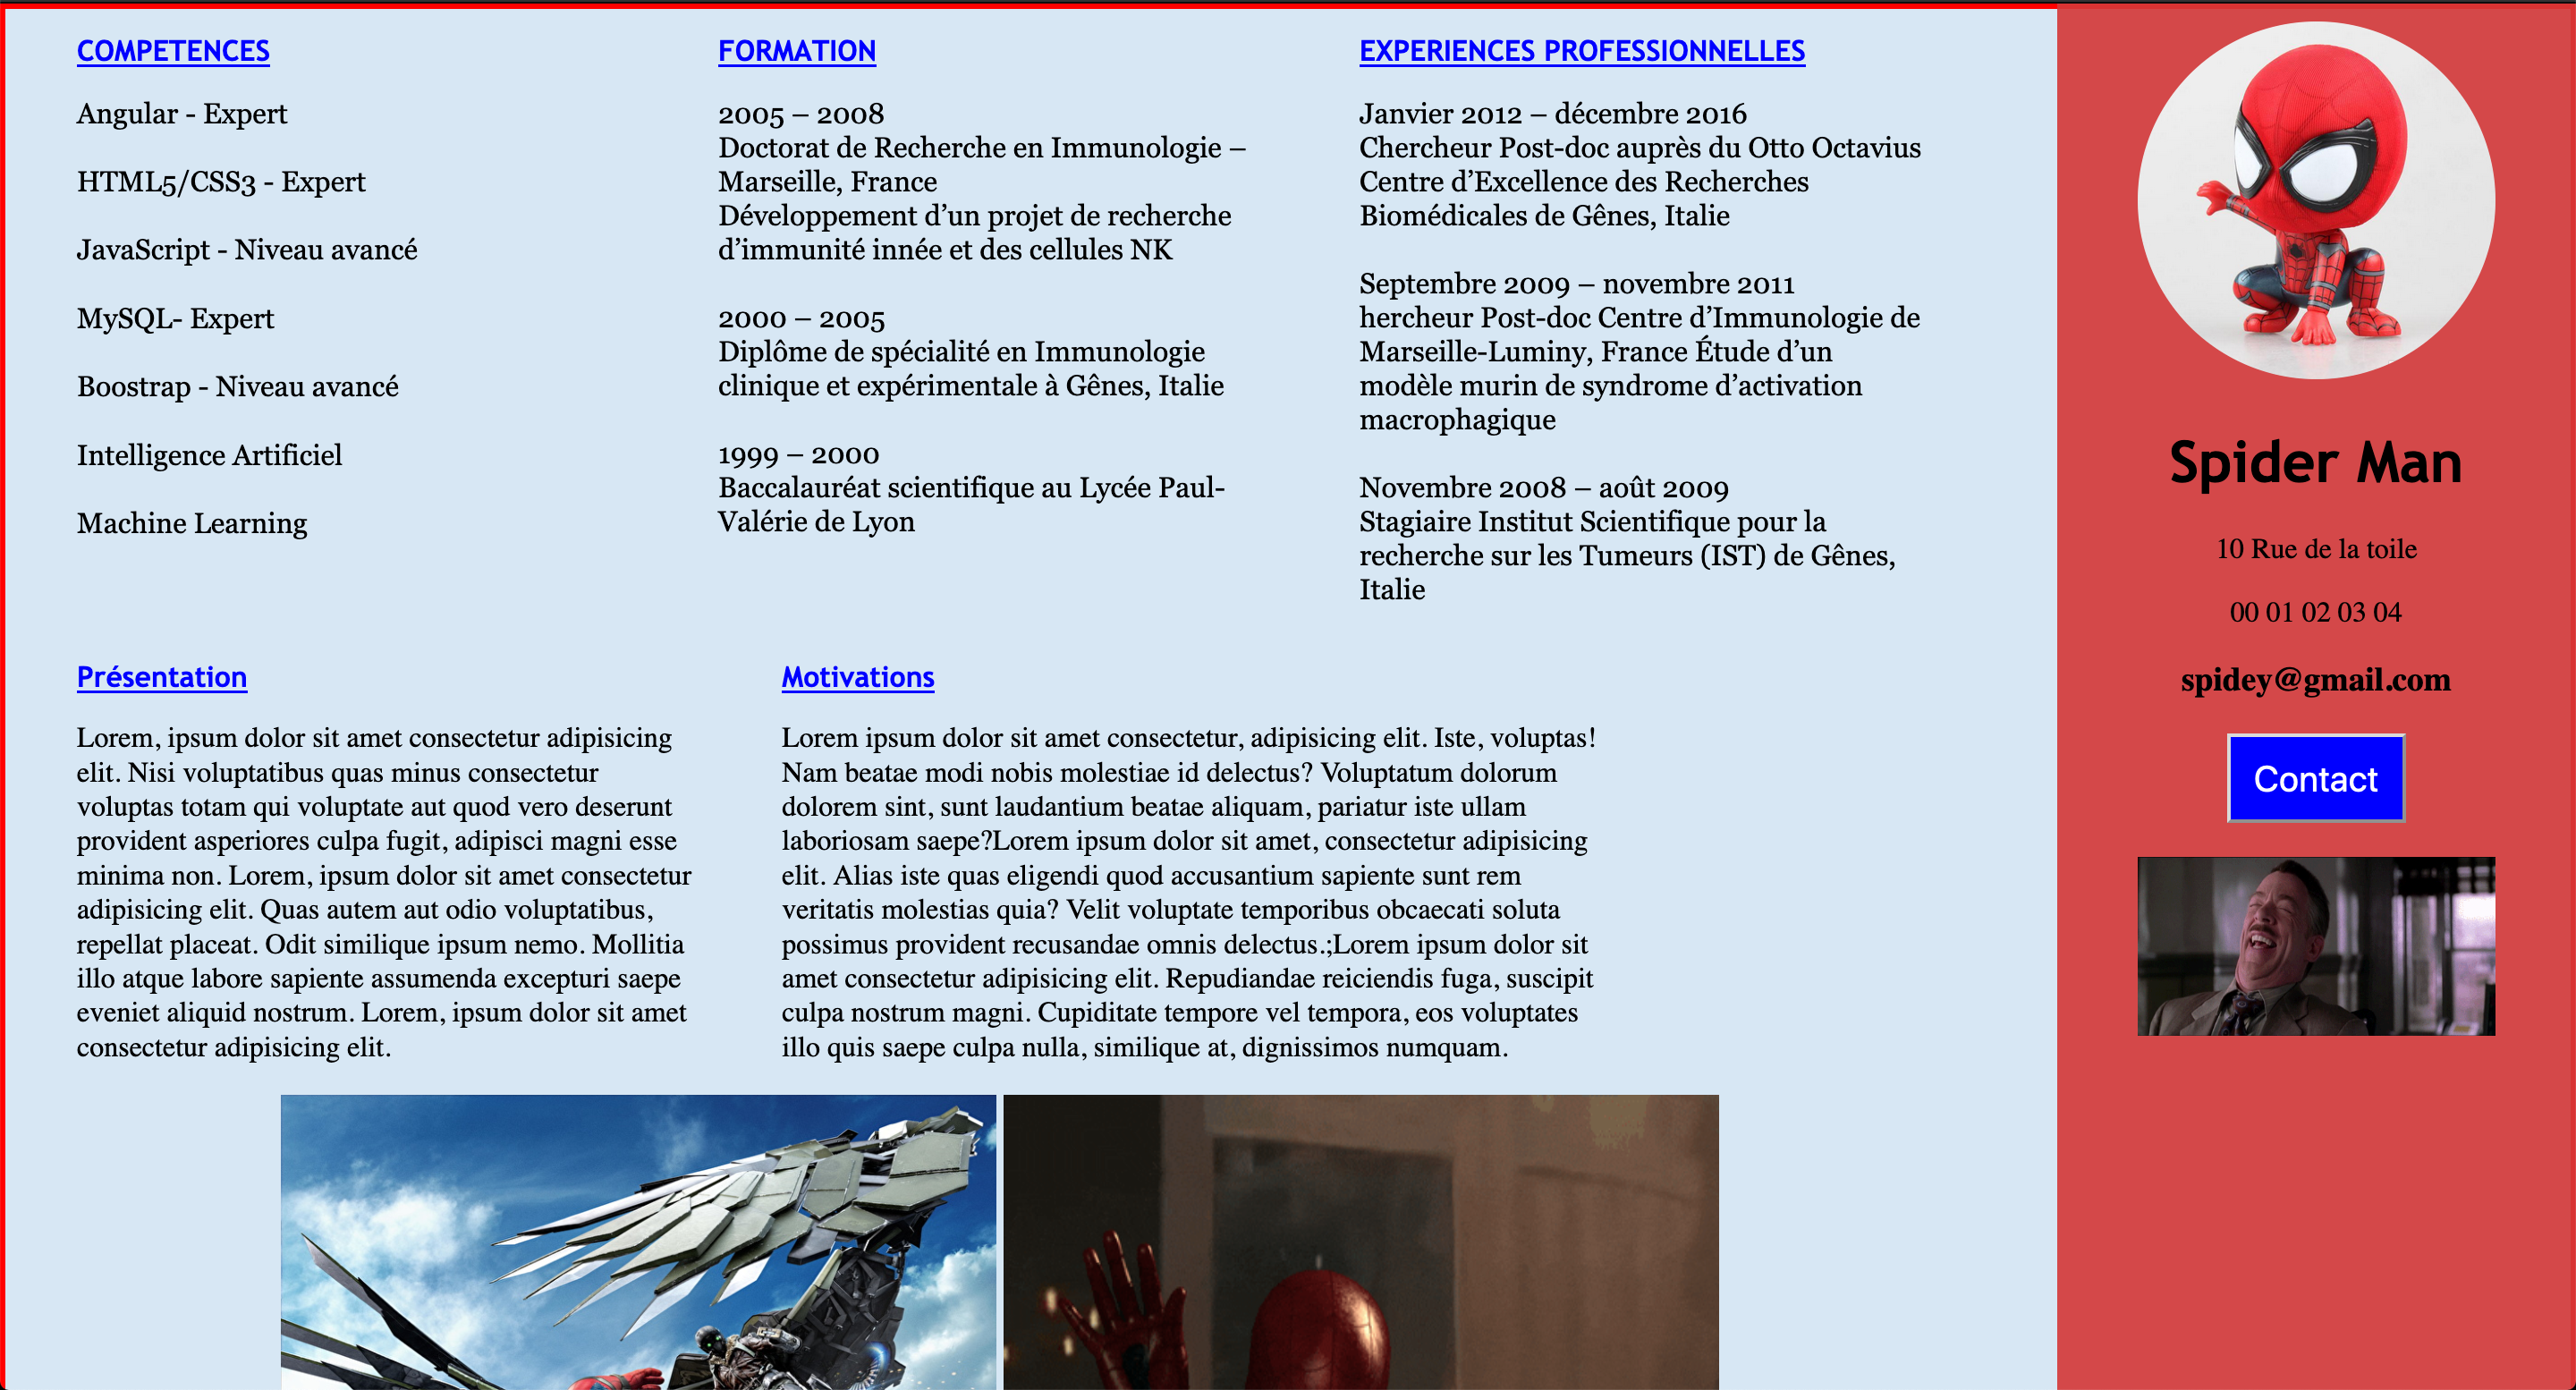 COMPETENCES
Angular - Expert
HTML5/CSS3 - Expert
JavaScript - Niveau avancé
MySQL- Expert
Boostrap - Niveau avancé
Intelligence Artificiel
Machine Learning
FORMATION
2005 – 2008
Doctorat de Recherche en Immunologie –
Marseille, France
Développement d’un projet de recherche
d’immunité innée et des cellules NK
2000 – 2005
Diplôme de spécialité en Immunologie
clinique et expérimentale à Gênes, Italie
1999 – 2000
Baccalauréat scientifique au Lycée Paul-
Valérie de Lyon
EXPERIENCES PROFESSIONNELLES
Janvier 2012 – décembre 2016
Chercheur Post-doc auprès du Otto Octavius
Centre d’Excellence des Recherches
Biomédicales de Gênes, Italie
Septembre 2009 – novembre 2011
hercheur Post-doc Centre d’Immunologie de
Marseille-Luminy, France Étude d’un
modèle murin de syndrome d’activation
macrophagique
Novembre 2008 – août 2009
Stagiaire Institut Scientifique pour la
recherche sur les Tumeurs (IST) de Gênes,
Italie
Présentation
Lorem, ipsum dolor sit amet consectetur adipisicing
elit. Nisi voluptatibus quas minus consectetur
voluptas totam qui voluptate aut quod vero deserunt
provident asperiores culpa fugit, adipisci magni esse
minima non. Lorem, ipsum dolor sit amet consectetur
adipisicing elit. Quas autem aut odio voluptatibus,
repellat placeat. Odit similique ipsum nemo. Mollitia
illo atque labore sapiente assumenda excepturi saepe
eveniet aliquid nostrum. Lorem, ipsum dolor sit amet
consectetur adipisicing elit.
Motivations
Lorem ipsum dolor sit amet consectetur, adipisicing elit. Iste, voluptas!
Nam beatae modi nobis molestiae id delectus? Voluptatum dolorum
dolorem sint, sunt laudantium beatae aliquam, pariatur iste ullam
laboriosam saepe?Lorem ipsum dolor sit amet, consectetur adipisicing
elit. Alias iste quas eligendi quod accusantium sapiente sunt rem
veritatis molestias quia? Velit voluptate temporibus obcaecati soluta
possimus provident recusandae omnis delectus.;Lorem ipsum dolor sit
amet consectetur adipisicing elit. Repudiandae reiciendis fuga, suscipit
culpa nostrum magni. Cupiditate tempore vel tempora, eos voluptates
illo quis saepe culpa nulla, similique at, dignissimos numquam.
Spider Man
10 Rue de la toile
00 01 02 03 04
spidey@gmail.com
Contact